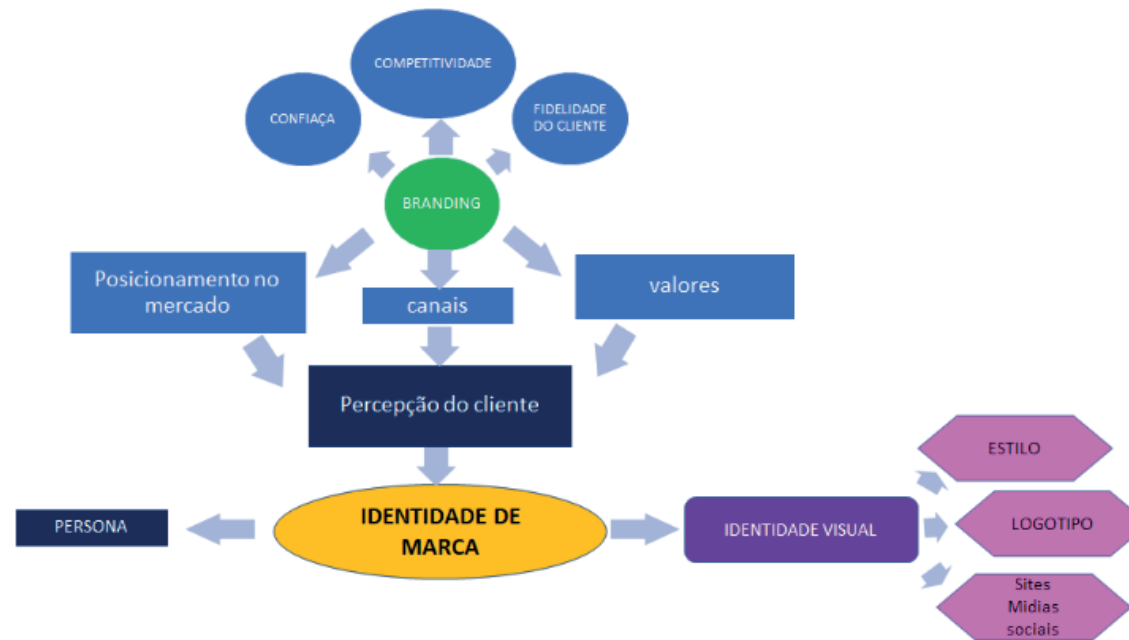 COMPETITIVIDADE
CONFIAÇA
FIDELIDADE
DO CLIENTE
BRANDING
Posicionamento no
mercado
canais
valores
Percepção do cliente
ESTILO
PERSONA
IDENTIDADE DE
MARCA
IDENTIDADE VISUAL
LOGOTIPO
Sites
Midias
sociais